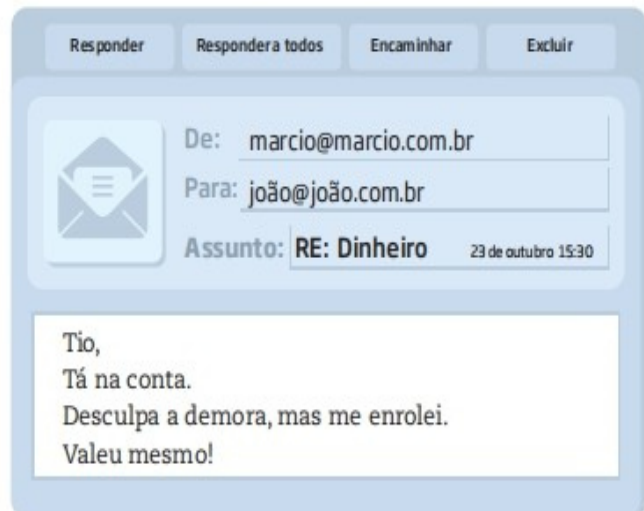 Responder Responder a todos Encaminhar Excluir
De: marcio@marcio.com.br
Para: joão@joão.com.br
Assunto: RE: Dinheiro 23 de outubro 15:30
Tio,
Tá na conta.
Desculpa a demora, mas me enrolei.
Valeu mesmo!